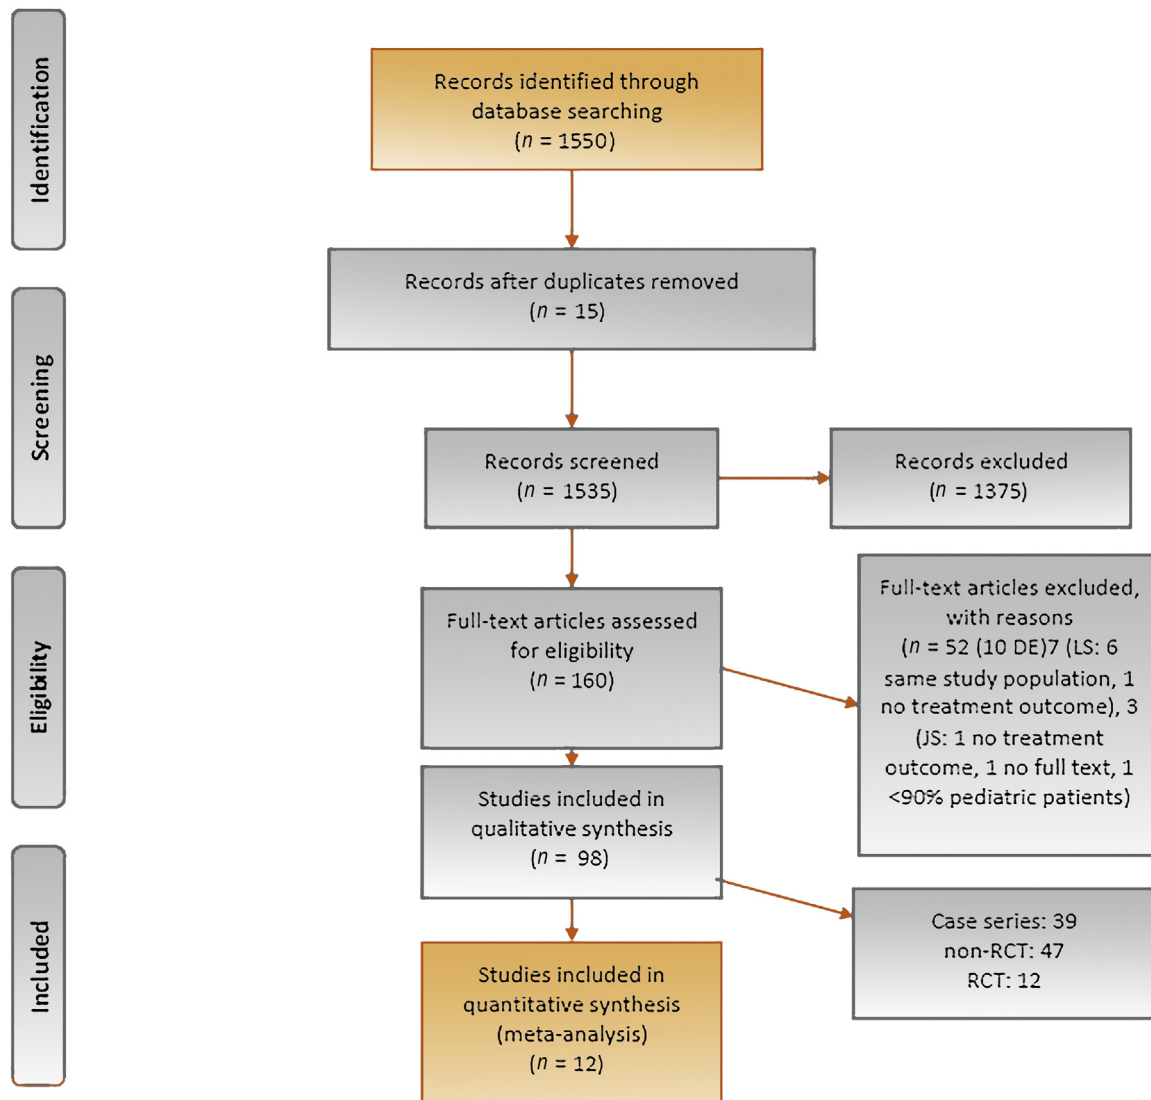 Identification
Records identified through
database searching
(n = 1550)
Records after duplicates removed
(n = 15)
Screening
Records screened
(n = 1535)
Records excluded
(n = 1375)
Eligibility
Full-text articles assessed
for eligibility
(n = 160)
Full-text articles excluded,
with reasons
(n = 52 (10 DE)7 (LS: 6
same study population, 1
no treatment outcome), 3
(JS: 1 no treatment
outcome, 1 no full text, 1
<90% pediatric patients)
Studies included in
qualitative synthesis
(n = 98)
Included
Case series: 39
non-RCT: 47
RCT: 12
Studies included in
quantitative synthesis
(meta-analysis)
(n = 12)